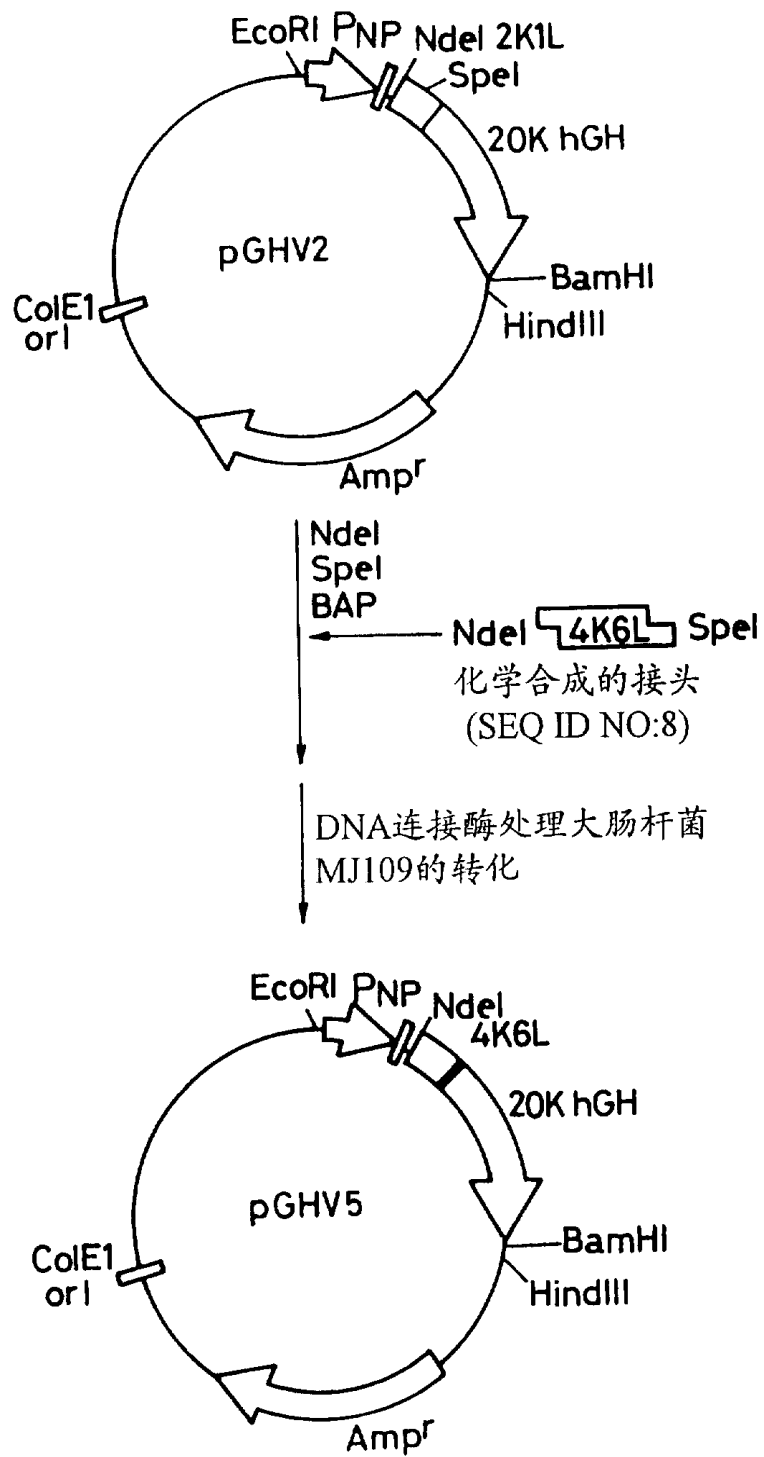 EcoRI PNP NdeI 2K1L
SpeI
20K hGH
pGHV2
BamHI
HindIII
ColE1
orI
Ampr
NdeI
SpeI
BAP
NdeI 4K6L SpeI
化学合成的接头
(SEQ ID NO:8)
DNA连接酶处理大肠杆菌
MJ109的转化
EcoRI PNP NdeI
4K6L
20K hGH
pGHV5
BamHI
HindIII
ColE1
orI
Ampr